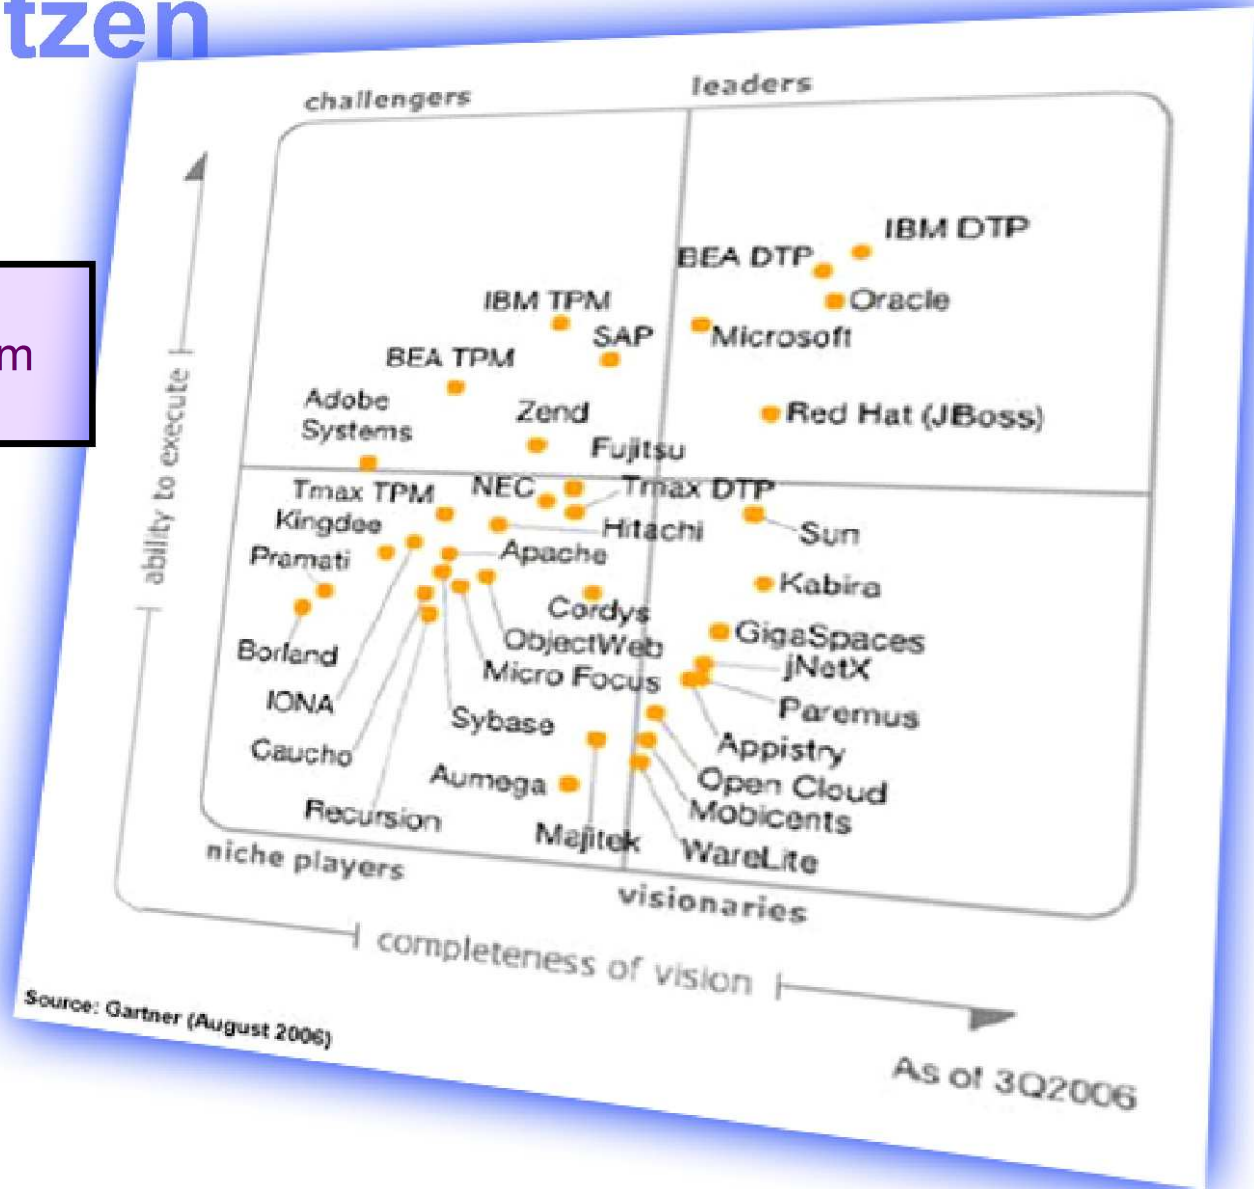 tzen
m
challengers
leaders
IBM DTP
BEA DTP
Oracle
IBM TPM
SAP
Microsoft
BEA TPM
Adobe
Systems
Zend
Red Hat (JBoss)
Fujitsu
Tmax TPM
NEC
Tmax DTP
Kingdee
Hitachi
Sun
Pramati
Apache
Kabira
Cordys
Borland
ObjectWeb
GigaSpaces
jNetX
Micro Focus
IONA
Sybase
Paremus
Caucho
Appistry
Aumega
Open Cloud
Recursion
Mobicents
Majitek
WareLite
niche players
visionaries
ability to execute
completeness of vision
Source: Gartner (August 2006)
As of 3Q2006